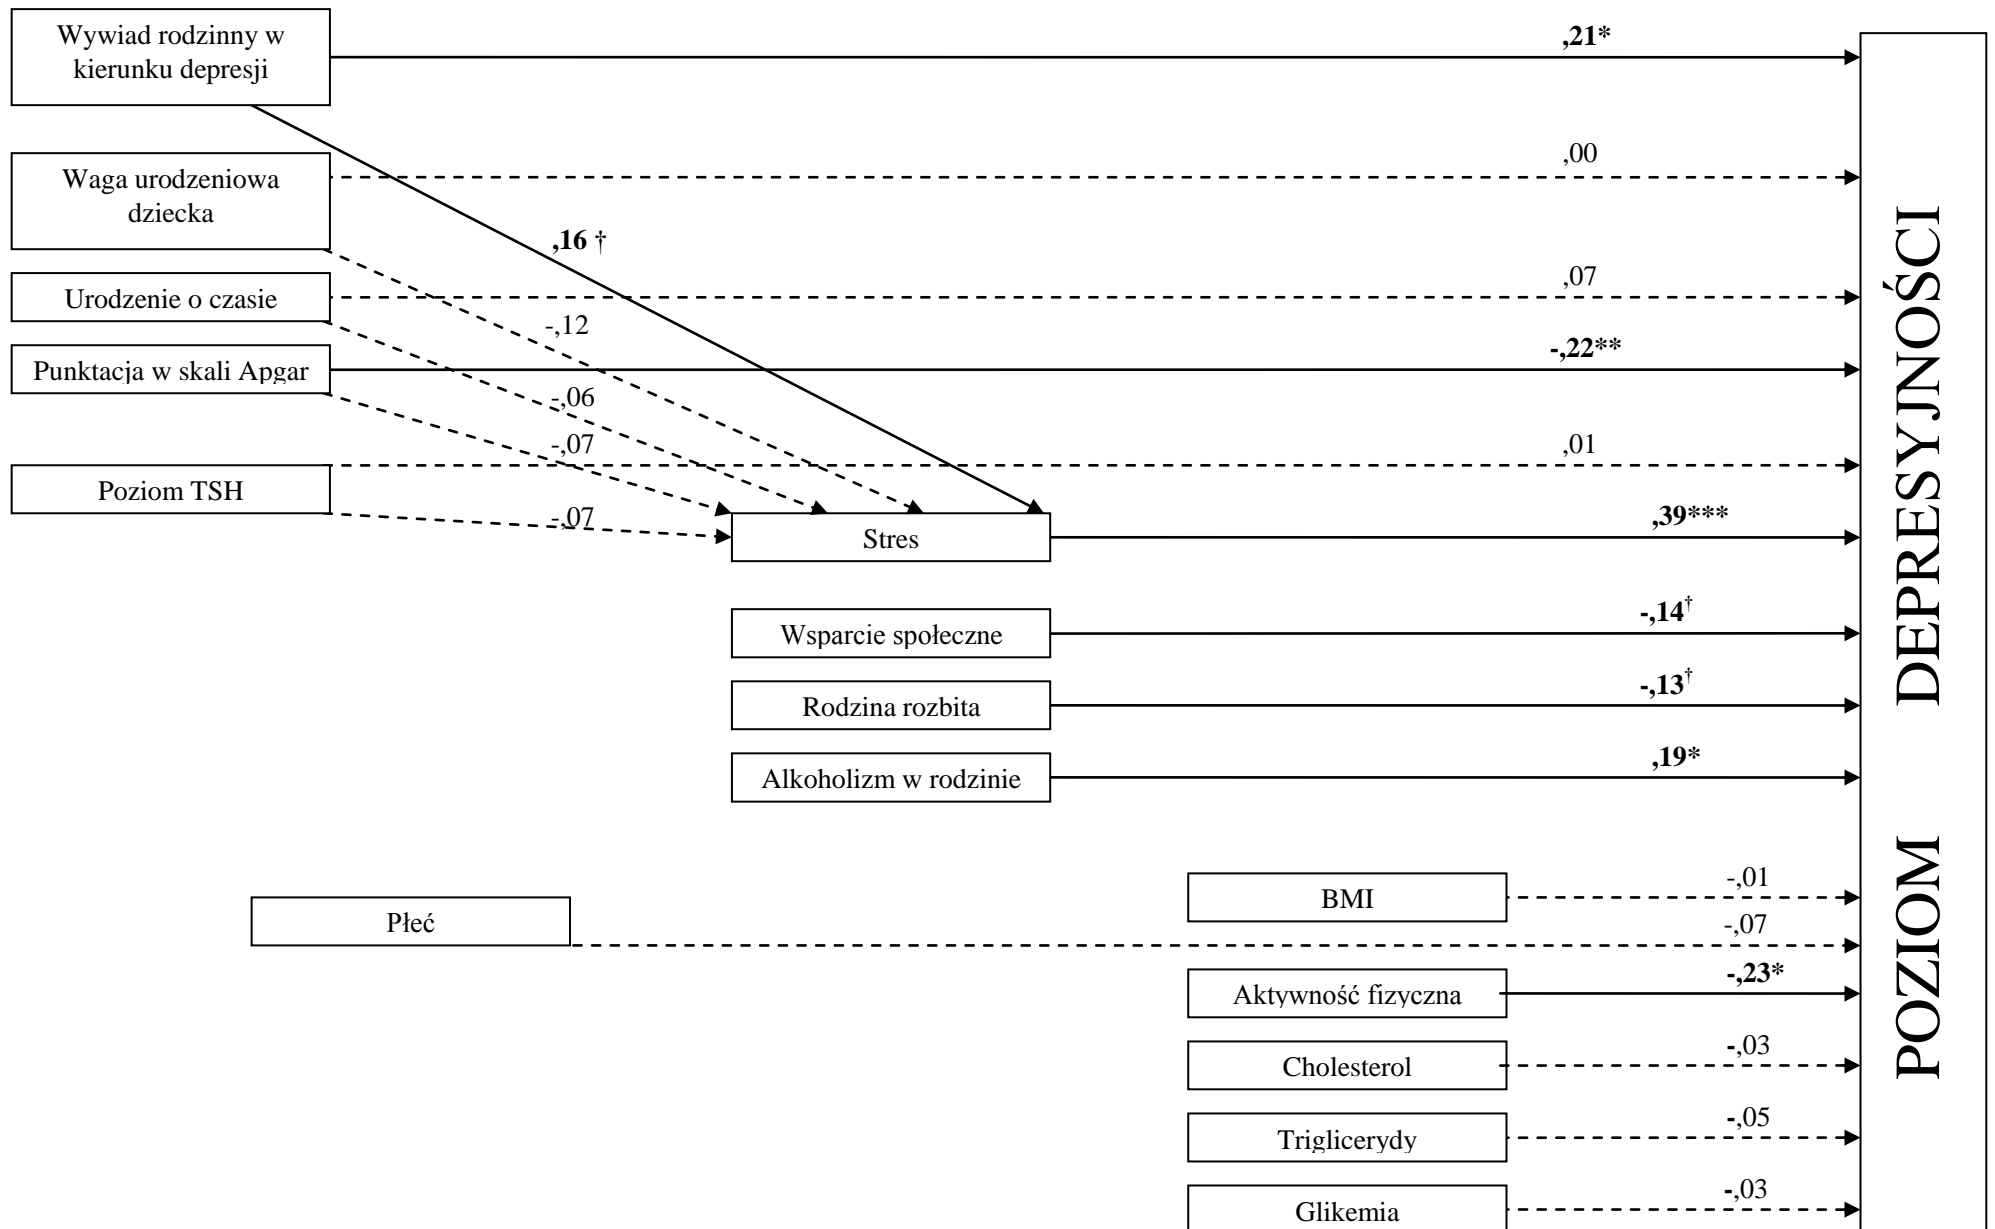 Wywiad rodzinny w
kierunku depresji
,21*
Waga urodzeniowa
dziecka
,00
,16 †
Urodzenie o czasie
,07
-,12
Punktacja w skali Apgar
-,22**
-,06
-,07
,01
Poziom TSH
-,07
Stres
,39***
Wsparcie społeczne
-,14†
Rodzina rozbita
-,13†
Alkoholizm w rodzinie
,19*
BMI
-,01
Płeć
-,07
Aktywność fizyczna
-,23*
Cholesterol
-,03
Triglicerydy
-,05
Glikemia
-,03
POZIOM DEPRESYJNOŚCI